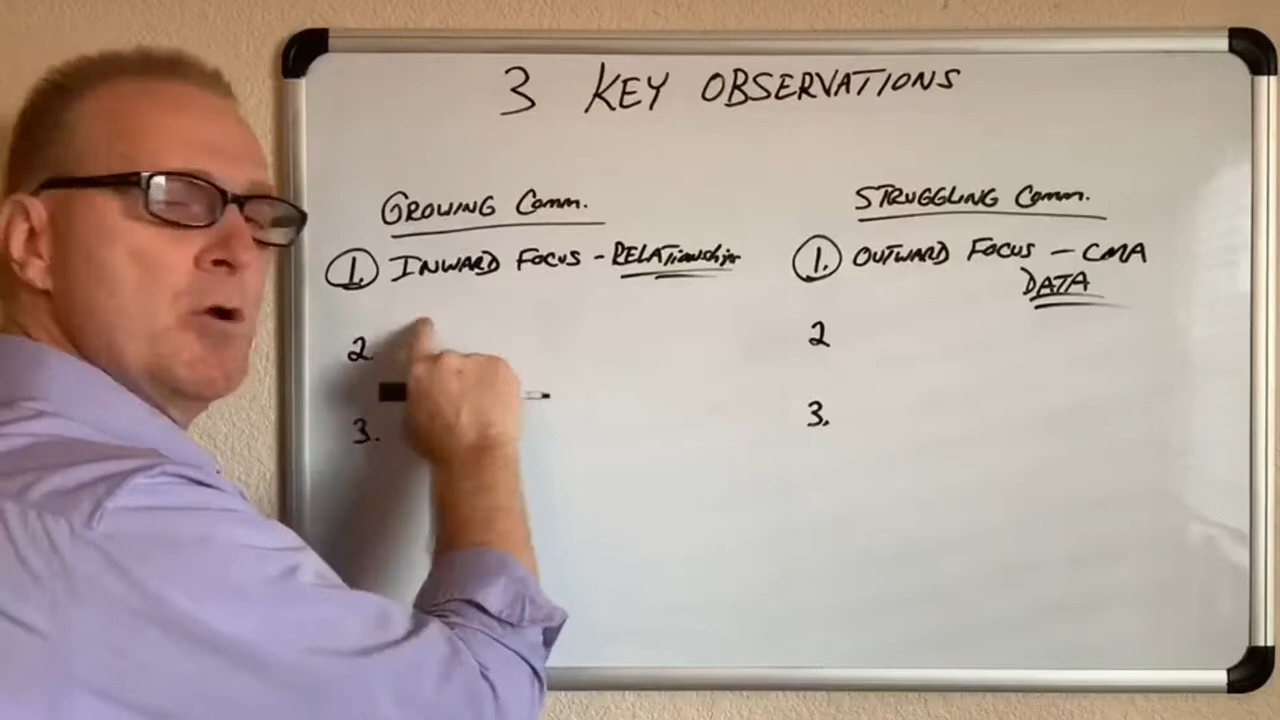 3 KEY OBSERVATIONS
GROWING Comm.
1. INWARD FOCUS - RELATIONSHIPS
2.
3.
STRUGGLING Comm.
1. OUTWARD FOCUS - CMA
DATA
2
3.